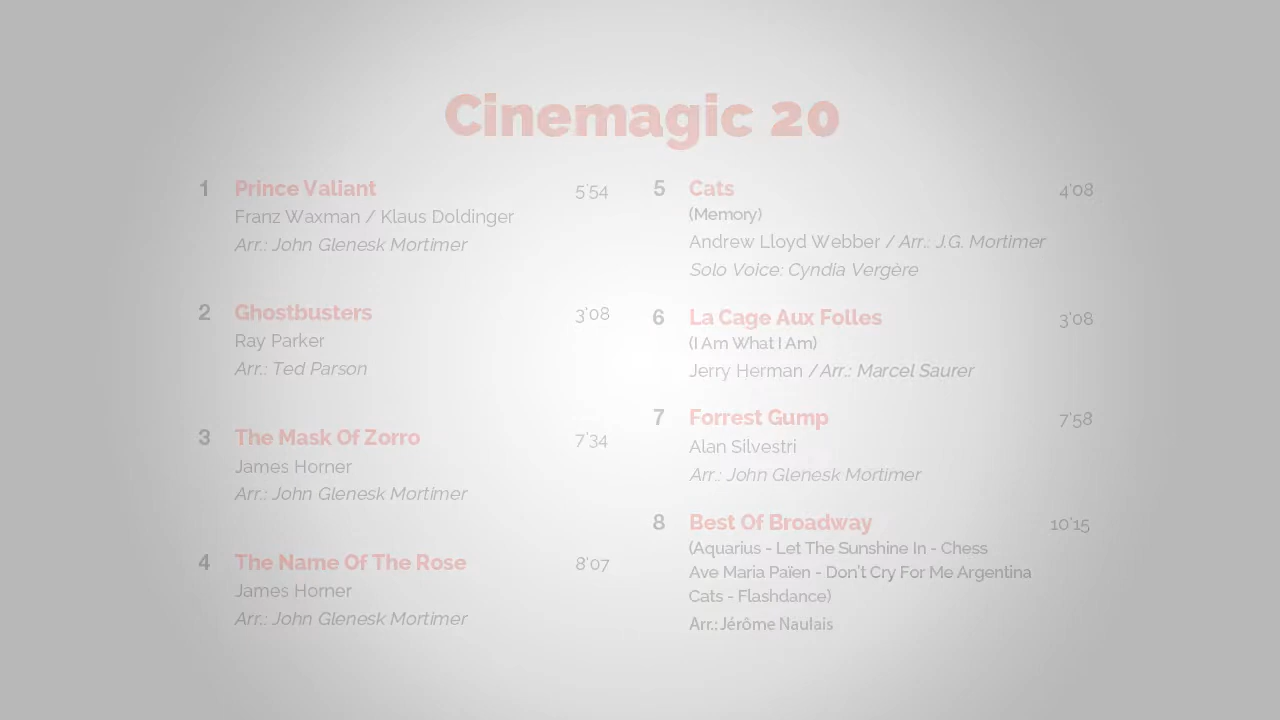 Cinemagic 20
1 Prince Valiant 5'54
Franz Waxman / Klaus Doldinger
Arr.: John Glenesk Mortimer
2 Ghostbusters 3'08
Ray Parker
Arr.: Ted Parson
3 The Mask Of Zorro 7'34
James Horner
Arr.: John Glenesk Mortimer
4 The Name Of The Rose 8'07
James Horner
Arr.: John Glenesk Mortimer
5 Cats 4'08
(Memory)
Andrew Lloyd Webber / Arr.: J.G. Mortimer
Solo Voice: Cyndia Vergère
6 La Cage Aux Folles 3'08
(I Am What I Am)
Jerry Herman / Arr.: Marcel Saurer
7 Forrest Gump 7'58
Alan Silvestri
Arr.: John Glenesk Mortimer
8 Best Of Broadway 10'15
(Aquarius - Let The Sunshine In - Chess
Ave Maria Païen - Don't Cry For Me Argentina
Cats - Flashdance)
Arr.: Jérôme Naulais